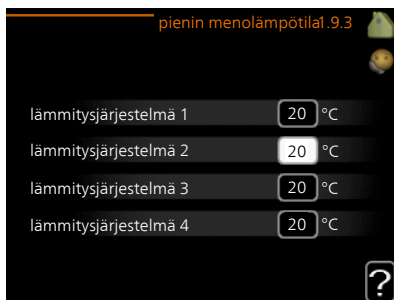 pienin menolämpötila1.9.3
lämmitysjärjestelmä 1 20 °C
lämmitysjärjestelmä 2 20 °C
lämmitysjärjestelmä 3 20 °C
lämmitysjärjestelmä 4 20 °C
?